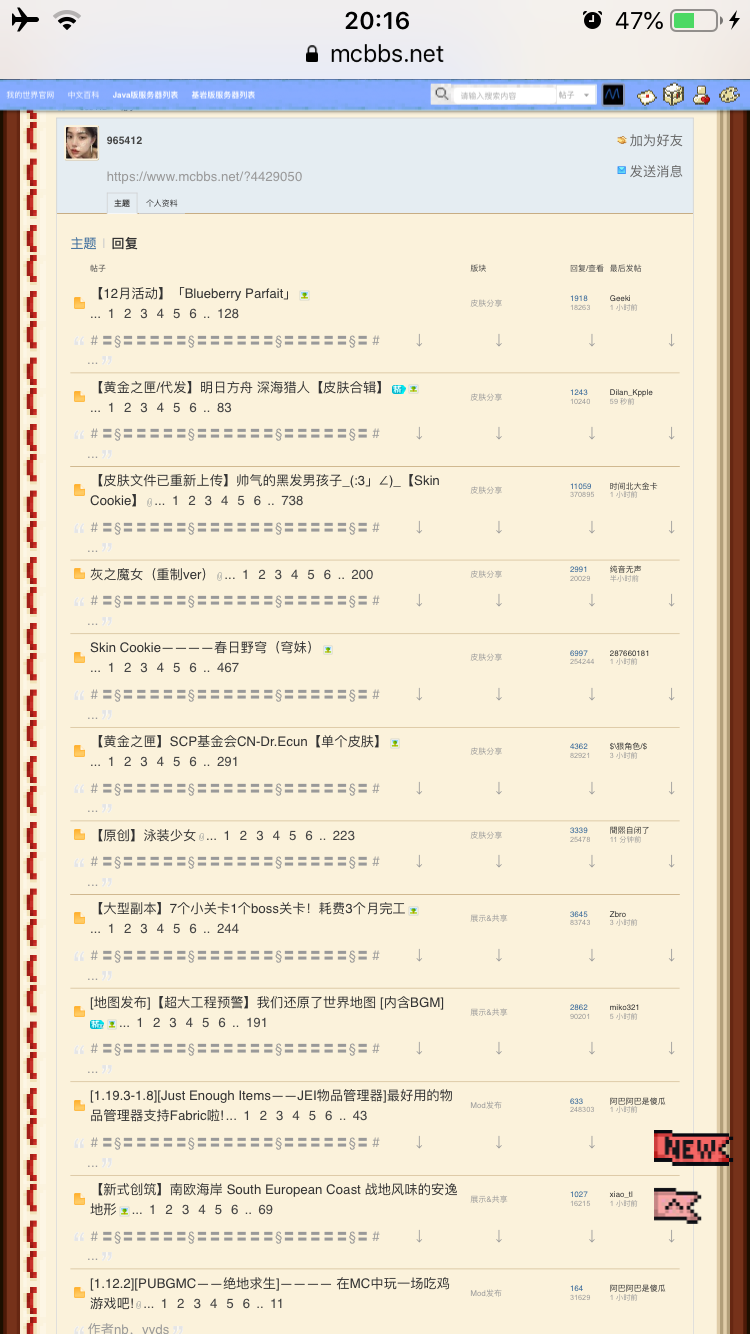 20:16
47%
mcbbs.net
我的世界官网 中文百科 Java版服务器列表 基岩版服务器列表 请输入搜索内容 帖子
965412 加为好友
https://www.mcbbs.net/?4429050 发送消息
主题 个人资料
主题 | 回复
帖子 版块 回复/查看 最后发帖
【12月活动】「Blueberry Parfait」 皮肤分享 1918 Geeki
... 1 2 3 4 5 6 .. 128 18263 1 小时前
“ # 〓§〓〓〓〓〓〓§〓〓〓〓〓〓§〓 # ↓ ↓ ↓ ↓
... ”
【黄金之匣/代发】明日方舟 深海猎人【皮肤合辑】 精 皮肤分享 1243 Dilan_Kpple
... 1 2 3 4 5 6 .. 83 10240 59 秒前
“ # 〓§〓〓〓〓〓〓§〓〓〓〓〓〓§〓 # ↓ ↓ ↓ ↓
... ”
【皮肤文件已重新上传】帅气的黑发男孩子_(:3」∠)_【Skin 皮肤分享 11059 时间北大金卡
Cookie】 ... 1 2 3 4 5 6 .. 738 370895 1 小时前
“ # 〓§〓〓〓〓〓〓§〓〓〓〓〓〓§〓 # ↓ ↓ ↓ ↓
... ”
灰之魔女（重制ver） ... 1 2 3 4 5 6 .. 200 皮肤分享 2991 纯音无声
20029 半小时前
“ # 〓§〓〓〓〓〓〓§〓〓〓〓〓〓§〓 # ↓ ↓ ↓ ↓
... ”
Skin Cookie————春日野穹（穹妹） 皮肤分享 6997 287660181
... 1 2 3 4 5 6 .. 467 254244 1 小时前
“ # 〓§〓〓〓〓〓〓§〓〓〓〓〓〓§〓 # ↓ ↓ ↓ ↓
... ”
【黄金之匣】SCP基金会CN-Dr.Ecun【单个皮肤】 皮肤分享 4362 $\狼角色/$
... 1 2 3 4 5 6 .. 291 82921 3 小时前
“ # 〓§〓〓〓〓〓〓§〓〓〓〓〓〓§〓 # ↓ ↓ ↓ ↓
... ”
【原创】泳装少女 ... 1 2 3 4 5 6 .. 223 皮肤分享 3339 閒熙自闭了
25478 11 分钟前
“ # 〓§〓〓〓〓〓〓§〓〓〓〓〓〓§〓 # ↓ ↓ ↓ ↓
... ”
【大型副本】7个小关卡1个boss关卡！耗费3个月完工 展示&共享 3645 Zbro
... 1 2 3 4 5 6 .. 244 83743 3 小时前
“ # 〓§〓〓〓〓〓〓§〓〓〓〓〓〓§〓 # ↓ ↓ ↓ ↓
... ”
[地图发布]【超大工程预警】我们还原了世界地图 [内含BGM] 展示&共享 2862 miko321
精 ... 1 2 3 4 5 6 .. 191 90201 5 小时前
“ # 〓§〓〓〓〓〓〓§〓〓〓〓〓〓§〓 # ↓ ↓ ↓ ↓
... ”
[1.19.3-1.8][Just Enough Items——JEI物品管理器]最好用的物 Mod发布 633 阿巴阿巴是傻瓜
品管理器支持Fabric啦!... 1 2 3 4 5 6 .. 43 248303 1 小时前
“ # 〓§〓〓〓〓〓〓§〓〓〓〓〓〓§〓 # ↓ ↓ ↓
... ”
NEW
【新式创筑】南欧海岸 South European Coast 战地风味的安逸 展示&共享 1027 xiao_tl
地形 ... 1 2 3 4 5 6 .. 69 16215 1 小时前
“ # 〓§〓〓〓〓〓〓§〓〓〓〓〓〓§〓 # ↓ ↓ ↓ ↓
... ”
[1.12.2][PUBGMC——绝地求生]———— 在MC中玩一场吃鸡 Mod发布 164 阿巴阿巴是傻瓜
游戏吧! ... 1 2 3 4 5 6 .. 11 31629 1 小时前
“ 作者nb，yyds ”